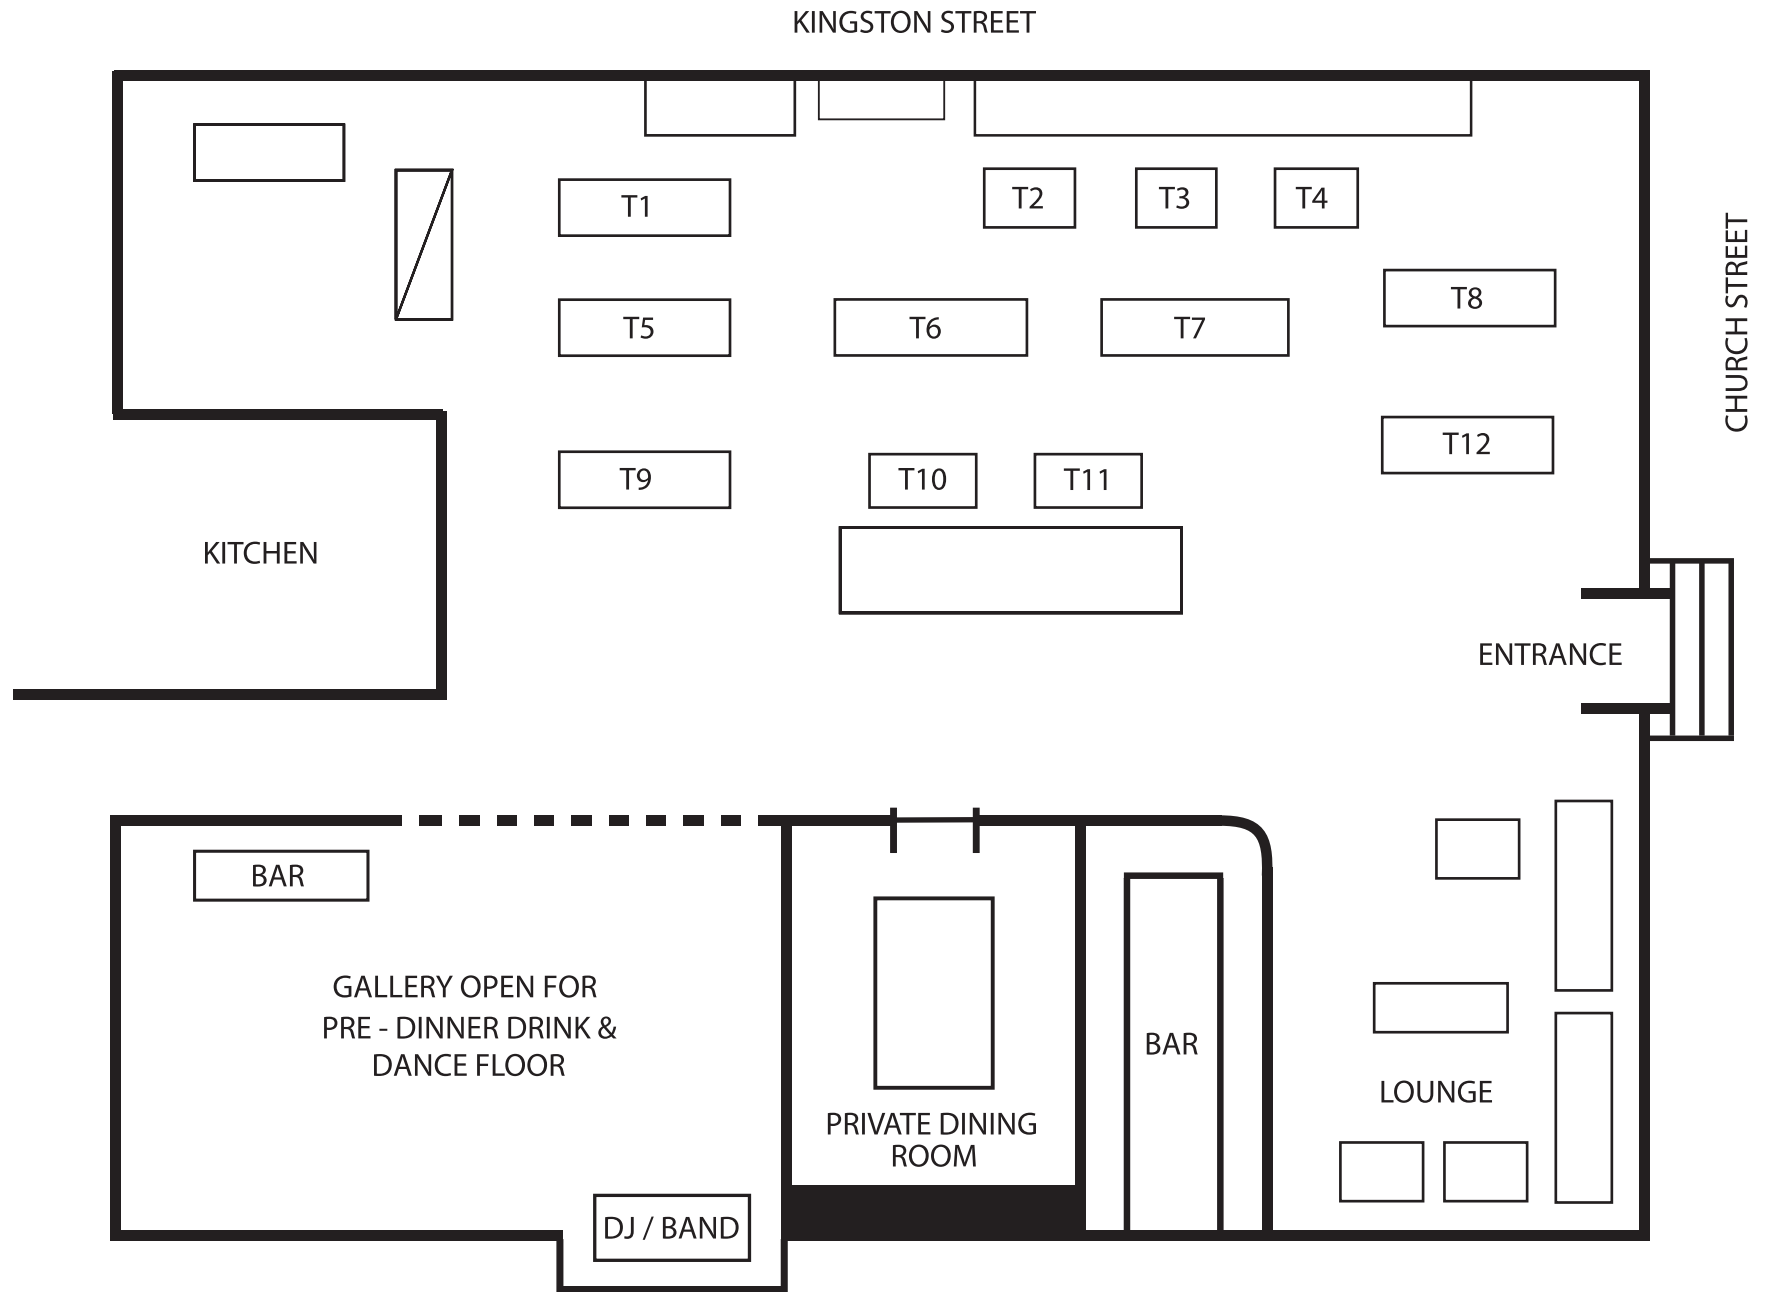 KINGSTON STREET
CHURCH STREET
T1
T2
T3
T4
T5
T6
T7
T8
T9
T10
T11
T12
KITCHEN
ENTRANCE
BAR
GALLERY OPEN FOR
PRE - DINNER DRINK &
DANCE FLOOR
DJ / BAND
PRIVATE DINING
ROOM
BAR
LOUNGE